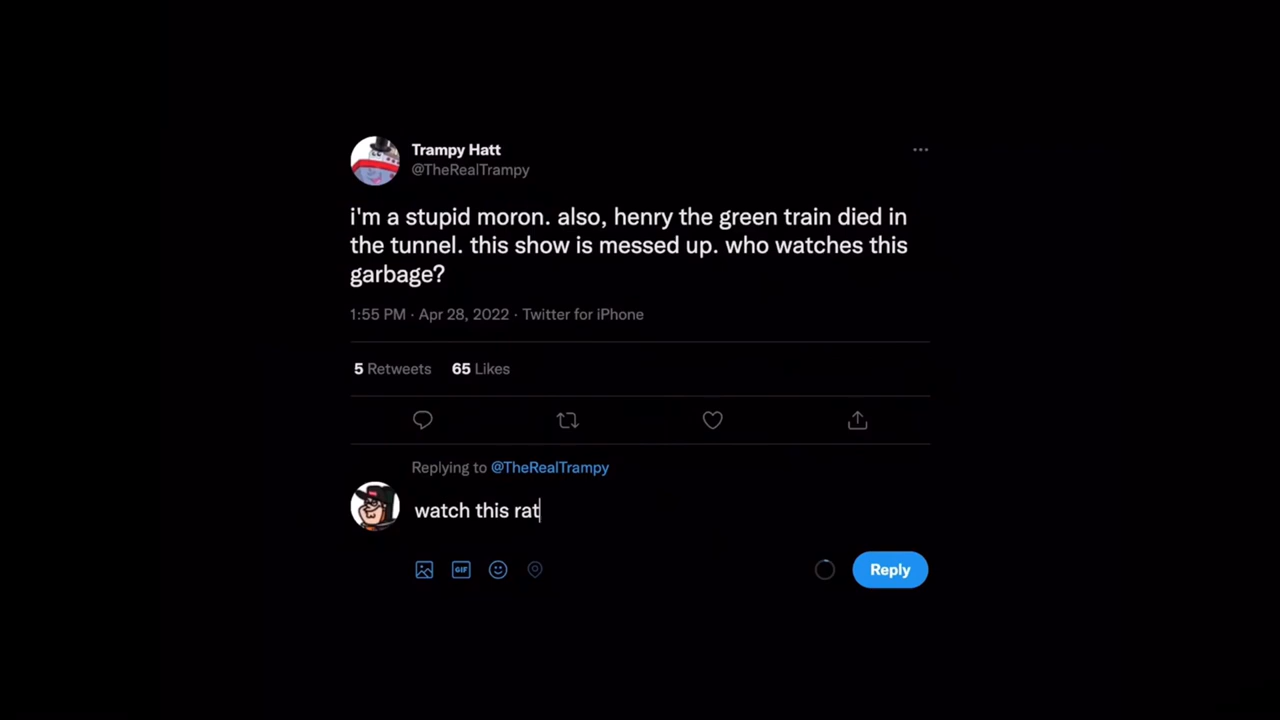 Trampy Hatt
@TheRealTrampy
i'm a stupid moron. also, henry the green train died in
the tunnel. this show is messed up. who watches this
garbage?
1:55 PM · Apr 28, 2022 · Twitter for iPhone
5 Retweets 65 Likes
Replying to @TheRealTrampy
watch this rat
GIF
Reply